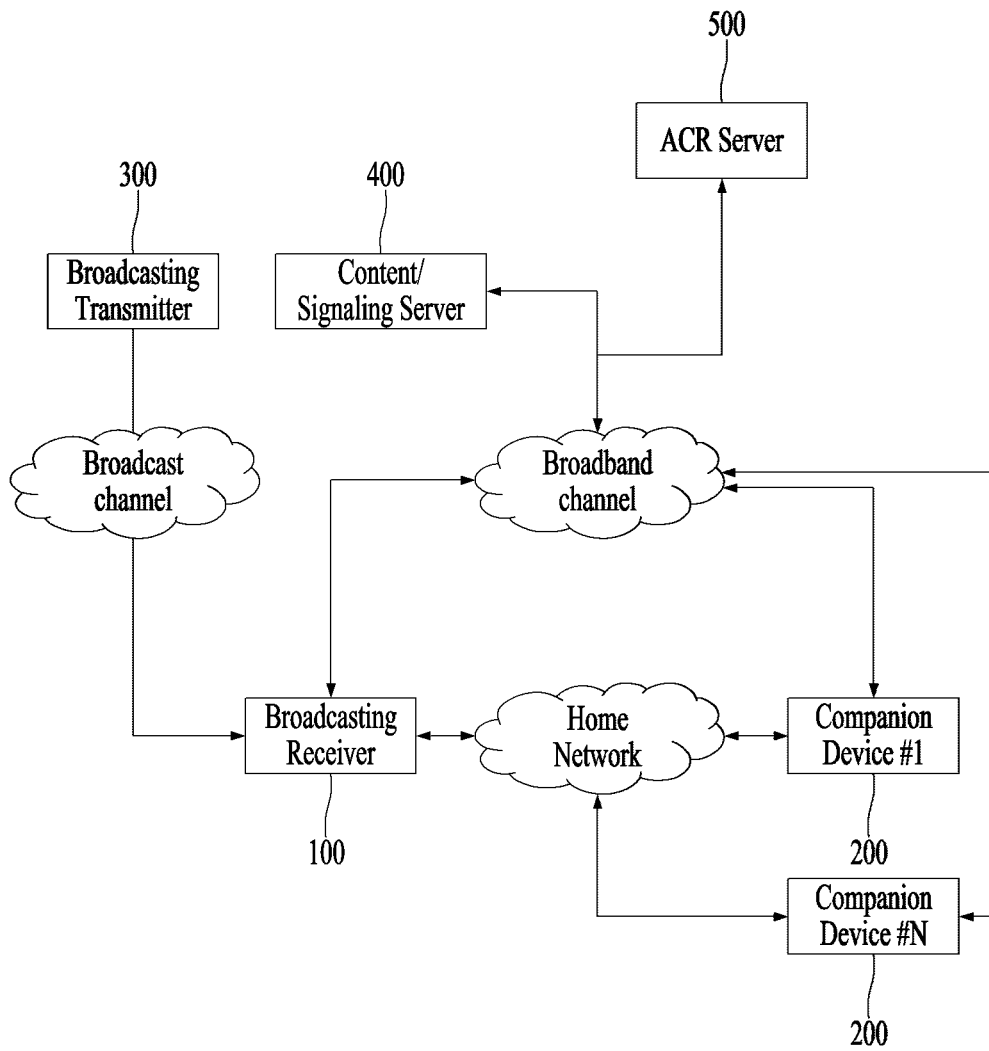 500
ACR Server
300
400
Broadcasting
Transmitter
Content/
Signaling Server
Broadcast
channel
Broadband
channel
Broadcasting
Receiver
Home
Network
Companion
Device #1
100
200
Companion
Device #N
200